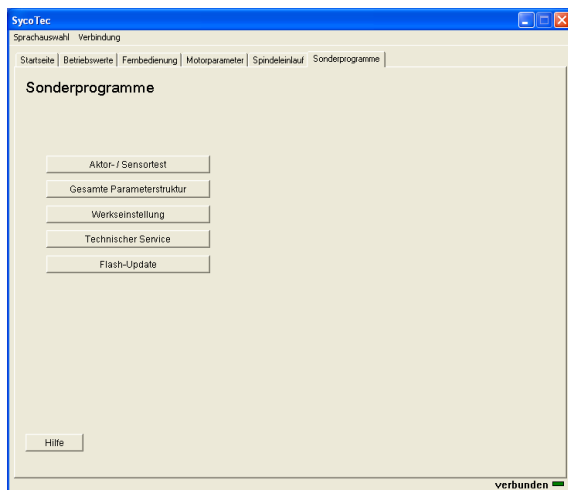 SycoTec
Sprachauswahl Verbindung
Startseite Betriebswerte Fernbedienung Motorparameter Spindeleinlauf Sonderprogramme
Sonderprogramme
Aktor- / Sensortest
Gesamte Parameterstruktur
Werkseinstellung
Technischer Service
Flash-Update
Hilfe
verbunden